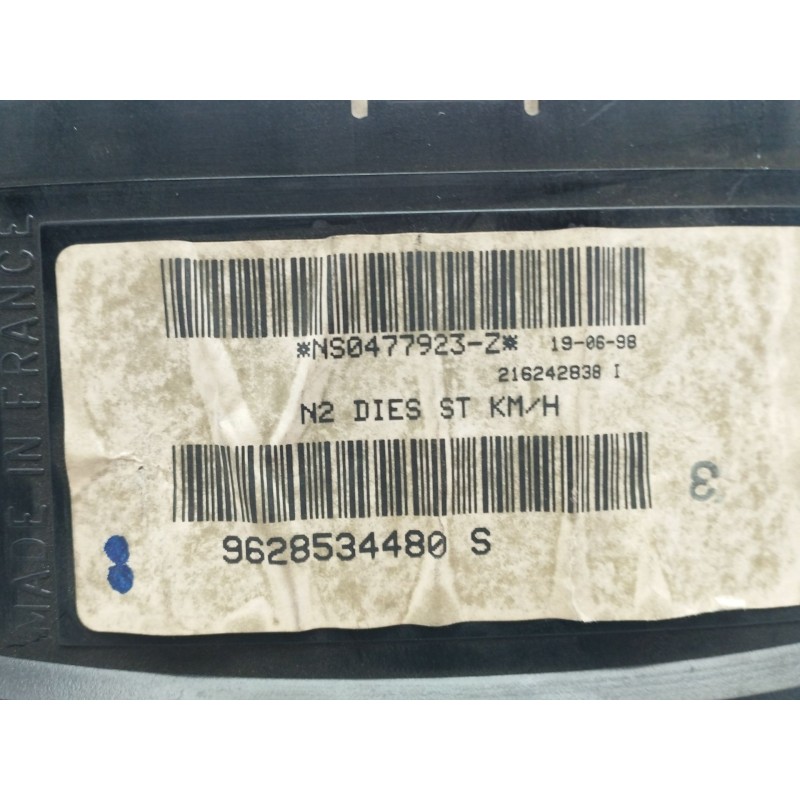 MADE IN FRANCE
*NS0477923-Z* 19-06-98
216242838 I
N2 DIES ST KM/H
3
9628534480 S